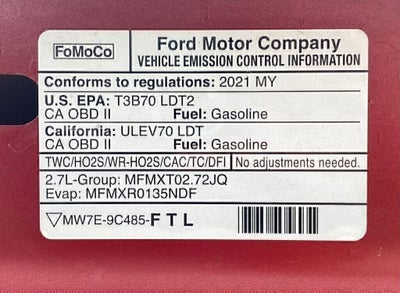 FoMoCo
Ford Motor Company
VEHICLE EMISSION CONTROL INFORMATION
Conforms to regulations: 2021 MY
U.S. EPA: T3B70 LDT2
CA OBD II Fuel: Gasoline
California: ULEV70 LDT
CA OBD II Fuel: Gasoline
TWC/HO2S/WR-HO2S/CAC/TC/DFI No adjustments needed.
2.7L-Group: MFMXT02.72JQ
Evap: MFMXR0135NDF
MW7E-9C485-F T L